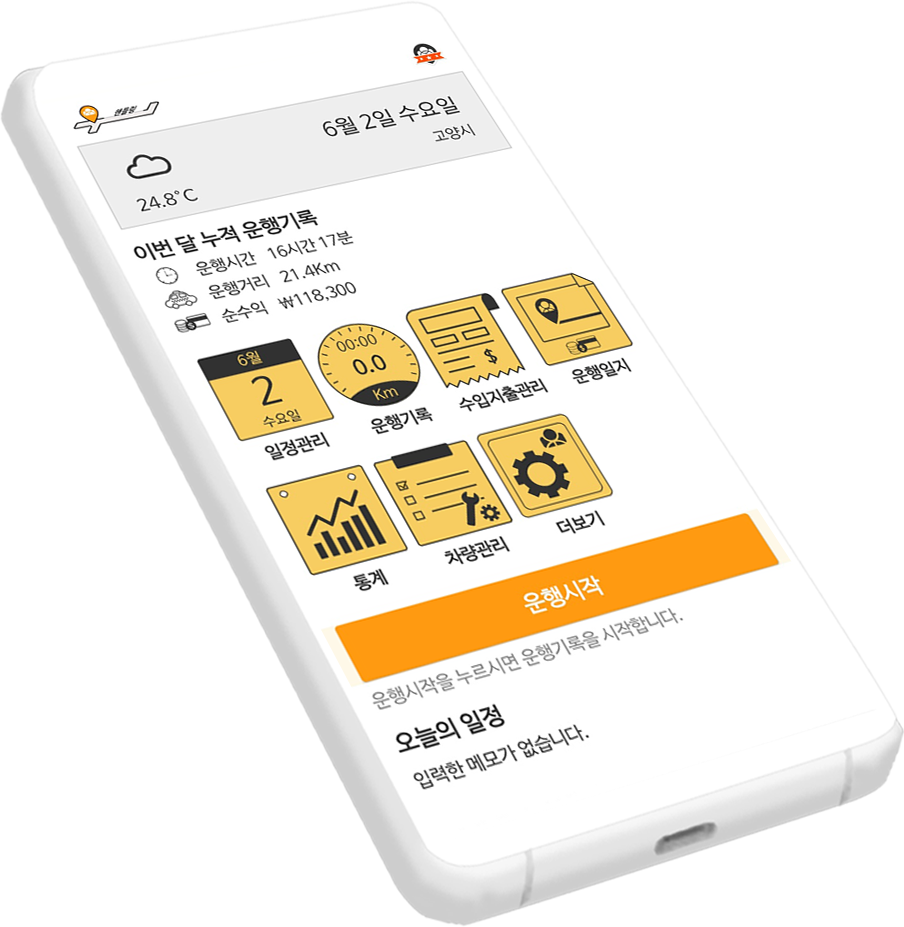 핸들링
6월 2일 수요일
고양시
24.8°C
이번 달 누적 운행기록
운행시간 16시간 17분
운행거리 21.4Km
순수익 ₩118,300
6월
2
수요일
일정관리
00:00
0.0
Km
운행기록
$
수입지출관리
$
운행일지
통계
차량관리
더보기
운행시작
운행시작을 누르시면 운행기록을 시작합니다.
오늘의 일정
입력한 메모가 없습니다.